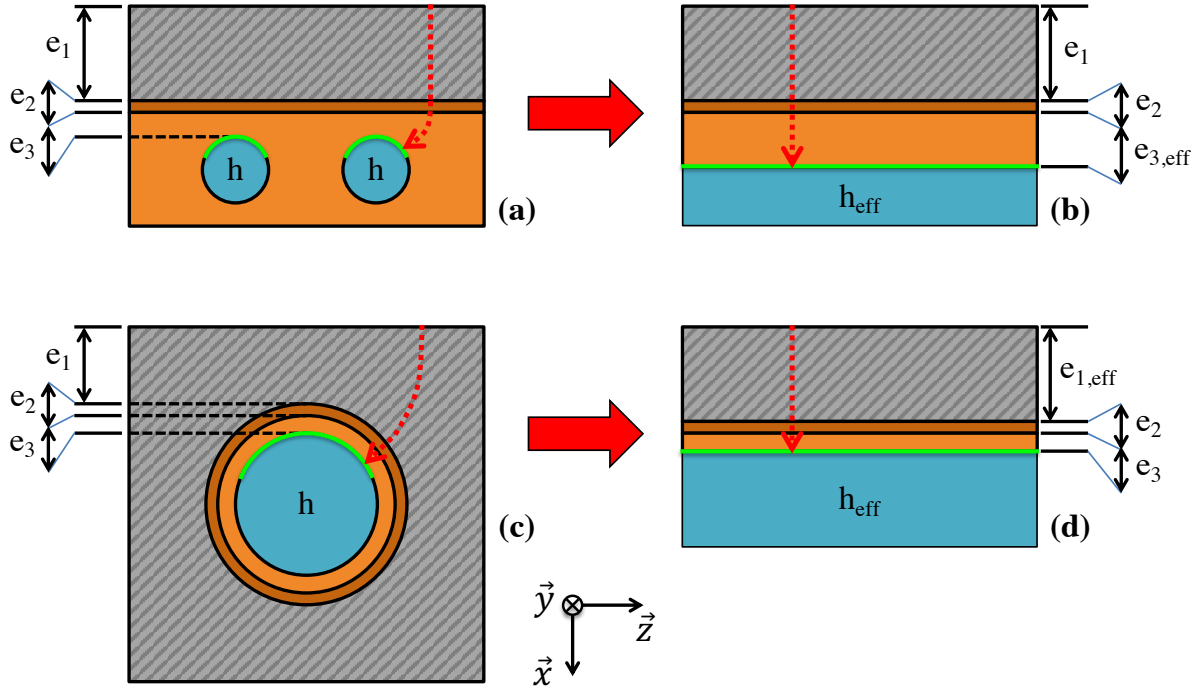 e1
e2
e3
h
h
(a)
e1
e2
e3,eff
heff
(b)
e1
e2
e3
h
(c)
e1,eff
e2
e3
heff
(d)
y⃗
z⃗
x⃗